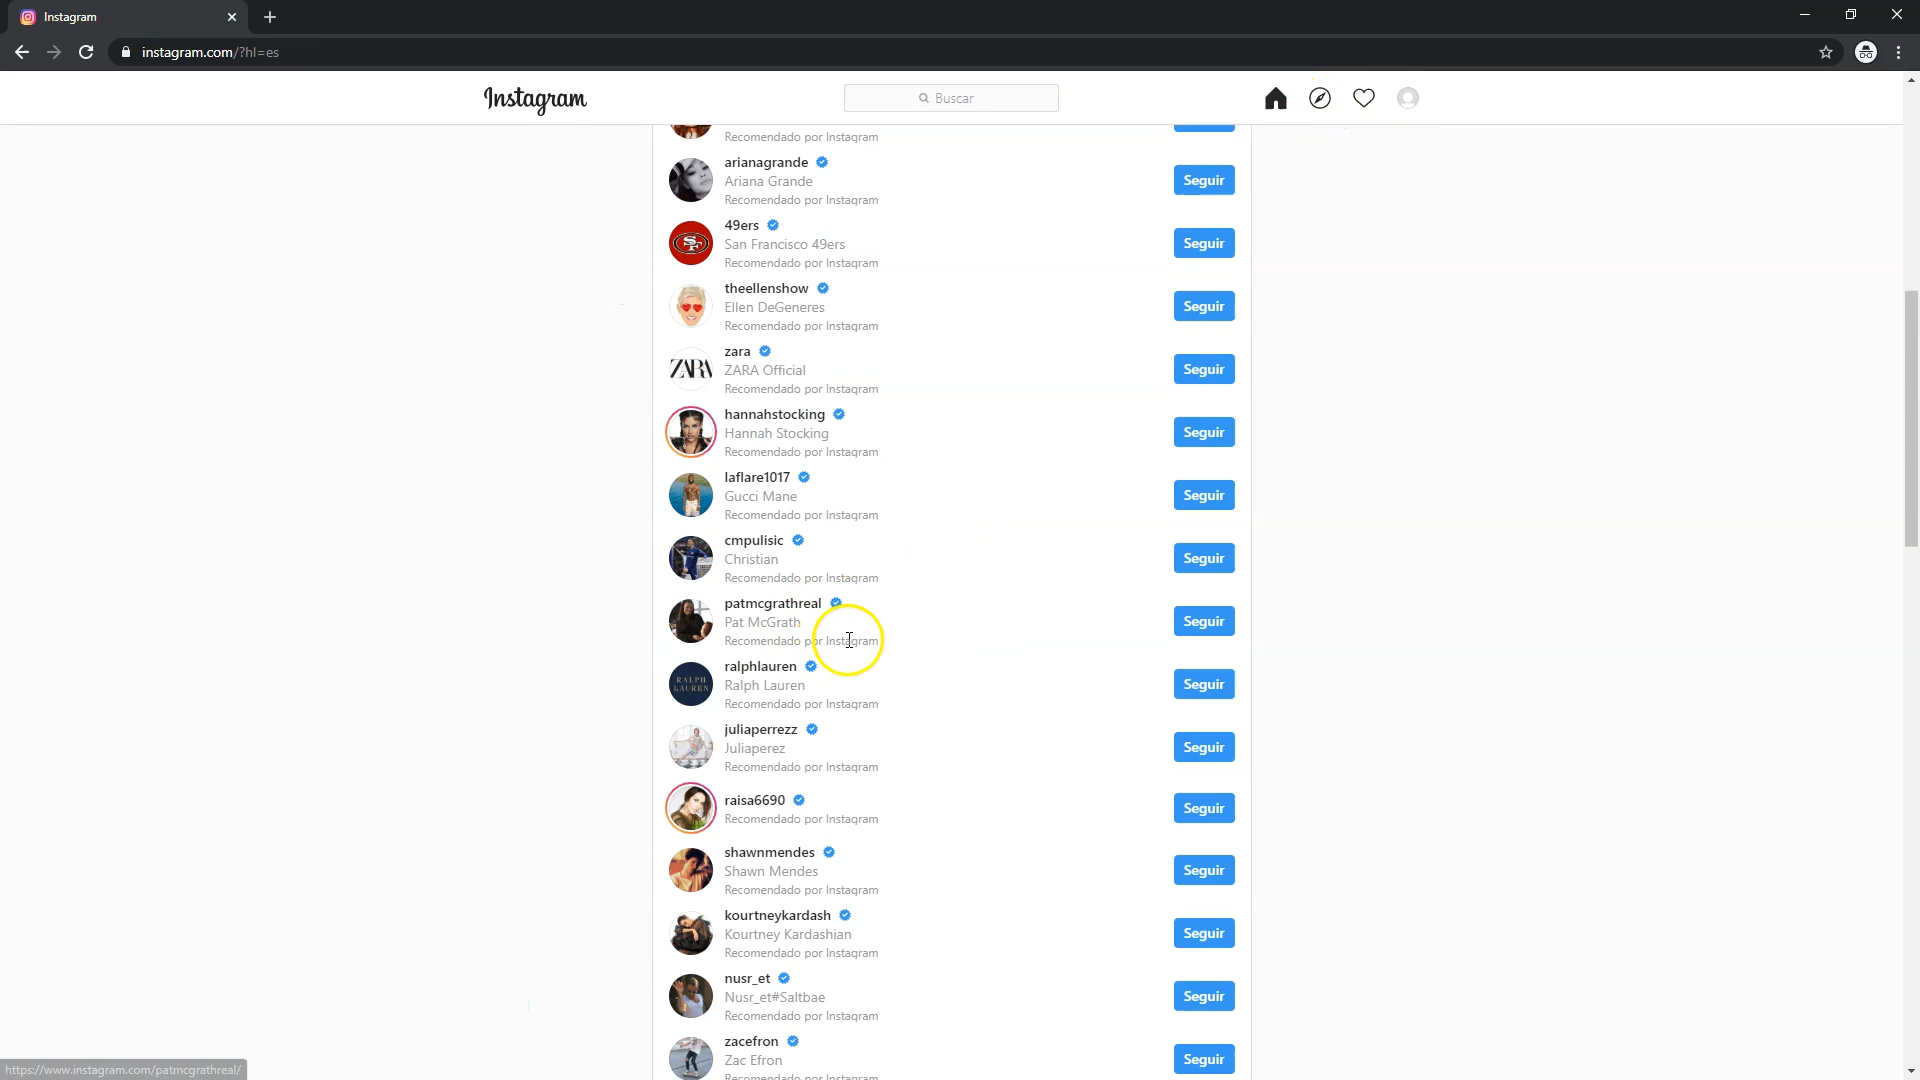 Instagram
instagram.com/?hl=es
Instagram
Buscar
Recomendado por Instagram
arianagrande
Ariana Grande
Recomendado por Instagram
Seguir
49ers
San Francisco 49ers
Recomendado por Instagram
Seguir
SF
theellenshow
Ellen DeGeneres
Recomendado por Instagram
Seguir
zara
ZARA Official
Recomendado por Instagram
Seguir
ZARA
hannahstocking
Hannah Stocking
Recomendado por Instagram
Seguir
laflare1017
Gucci Mane
Recomendado por Instagram
Seguir
cmpulisic
Christian
Recomendado por Instagram
Seguir
patmcgrathreal
Pat McGrath
Recomendado por Instagram
Seguir
ralphlauren
Ralph Lauren
Recomendado por Instagram
Seguir
RALPH
LAUREN
juliaperrezz
Juliaperez
Recomendado por Instagram
Seguir
raisa6690
Recomendado por Instagram
Seguir
shawnmendes
Shawn Mendes
Recomendado por Instagram
Seguir
kourtneykardash
Kourtney Kardashian
Recomendado por Instagram
Seguir
nusr_et
Nusr_et#Saltbae
Recomendado por Instagram
Seguir
zacefron
Zac Efron
Recomendado por Instagram
Seguir
https://www.instagram.com/patmcgrathreal/